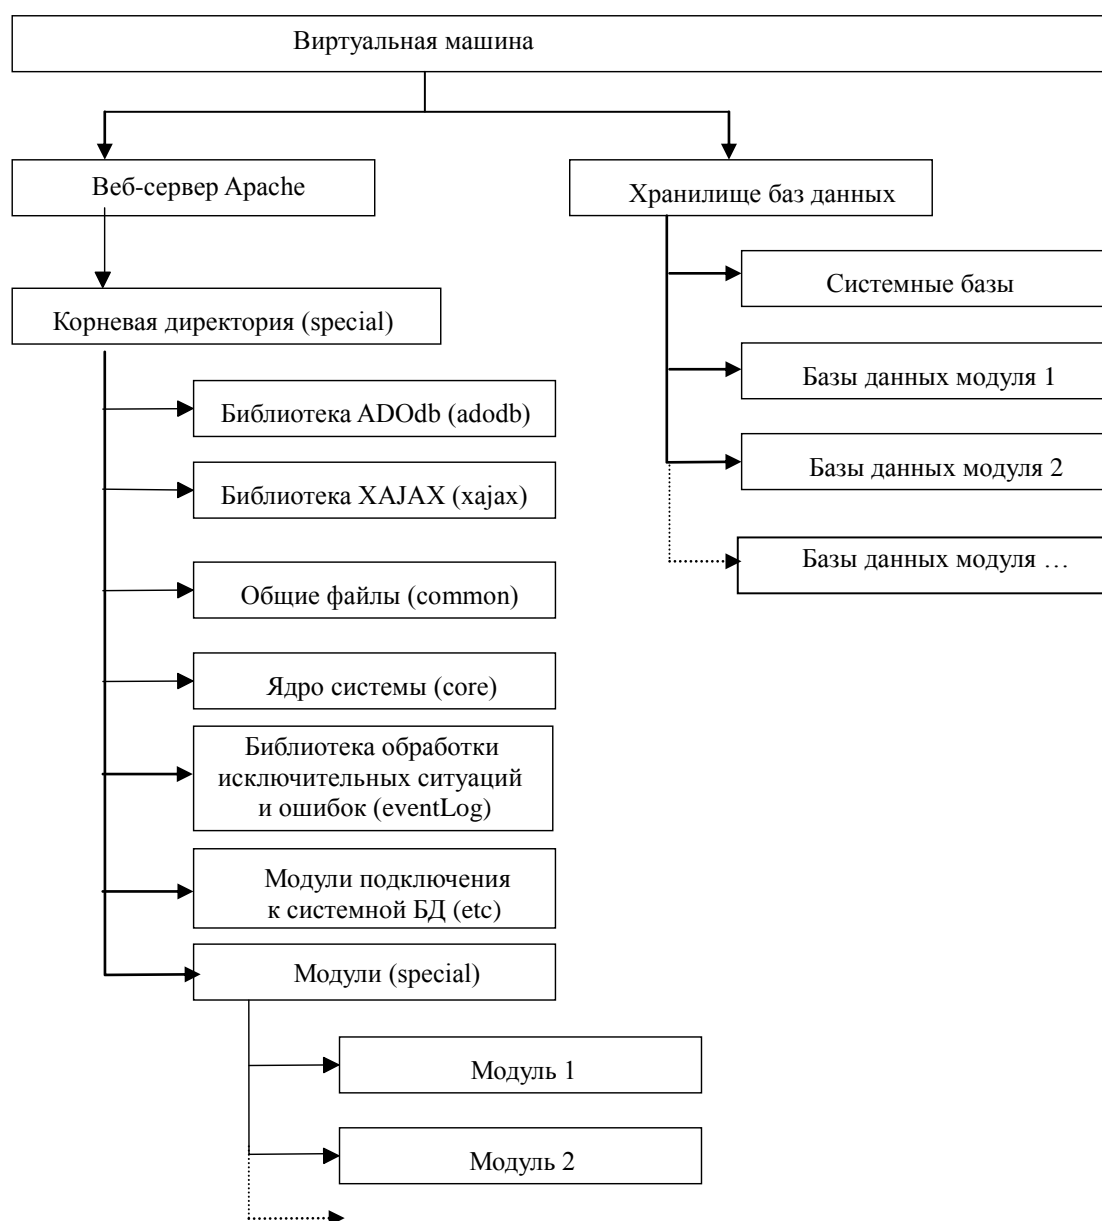 Виртуальная машина
Веб-сервер Apache
Хранилище баз данных
Системные базы
Корневая директория (special)
Базы данных модуля 1
Библиотека ADOdb (adodb)
Базы данных модуля 2
Библиотека XAJAX (xajax)
Базы данных модуля …
Общие файлы (common)
Ядро системы (core)
Библиотека обработки
исключительных ситуаций
и ошибок (eventLog)
Модули подключения
к системной БД (etc)
Модули (special)
Модуль 1
Модуль 2